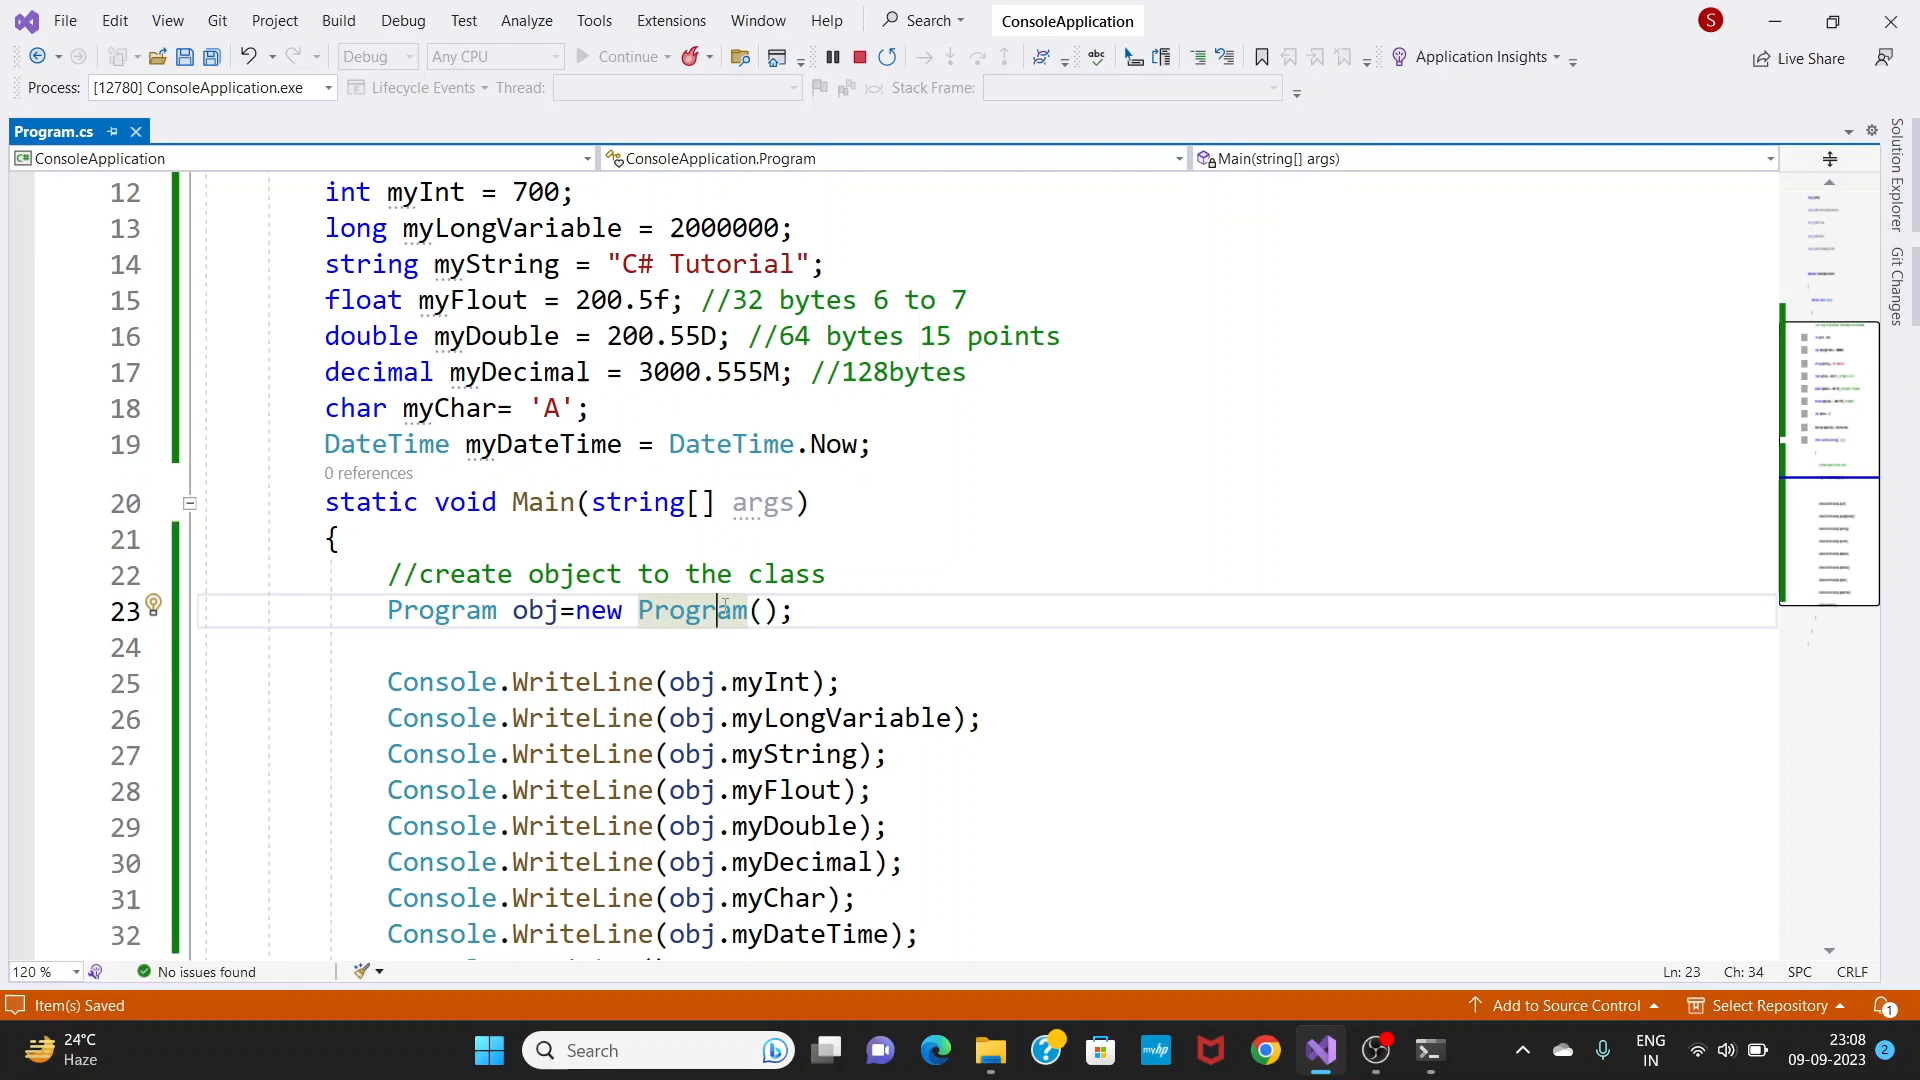 File Edit View Git Project Build Debug Test Analyze Tools Extensions Window Help Search ConsoleApplication S
Debug Any CPU Continue abc Application Insights Live Share
Process: [12780] ConsoleApplication.exe Lifecycle Events Thread: Stack Frame:
Program.cs
C# ConsoleApplication ConsoleApplication.Program Main(string[] args)
Solution Explorer
Git Changes
12 int myInt = 700;
13 long myLongVariable = 2000000;
14 string myString = "C# Tutorial";
15 float myFlout = 200.5f; //32 bytes 6 to 7
16 double myDouble = 200.55D; //64 bytes 15 points
17 decimal myDecimal = 3000.555M; //128bytes
18 char myChar= 'A';
19 DateTime myDateTime = DateTime.Now;
0 references
20 static void Main(string[] args)
21 {
22 //create object to the class
23 Program obj=new Program();
24
25 Console.WriteLine(obj.myInt);
26 Console.WriteLine(obj.myLongVariable);
27 Console.WriteLine(obj.myString);
28 Console.WriteLine(obj.myFlout);
29 Console.WriteLine(obj.myDouble);
30 Console.WriteLine(obj.myDecimal);
31 Console.WriteLine(obj.myChar);
32 Console.WriteLine(obj.myDateTime);
120 % No issues found Ln: 23 Ch: 34 SPC CRLF
Item(s) Saved Add to Source Control Select Repository 1
24°C
Haze
Search
myhp
ENG
IN
23:08
09-09-2023
2